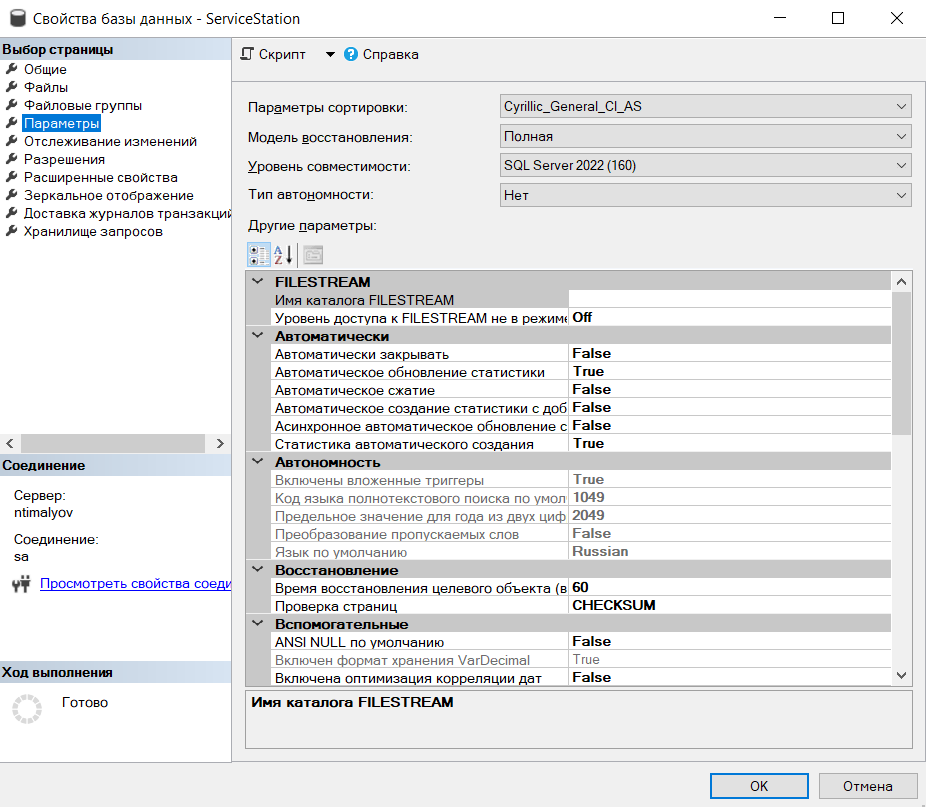 Свойства базы данных - ServiceStation
Выбор страницы
Общие
Файлы
Файловые группы
Параметры
Отслеживание изменений
Разрешения
Расширенные свойства
Зеркальное отображение
Доставка журналов транзакций
Хранилище запросов
Соединение
Сервер:
ntimalyov
Соединение:
sa
Просмотреть свойства соеди
Ход выполнения
Готово
Скрипт
Справка
Параметры сортировки: Cyrillic_General_CI_AS
Модель восстановления: Полная
Уровень совместимости: SQL Server 2022 (160)
Тип автономности: Нет
Другие параметры:
FILESTREAM
Имя каталога FILESTREAM
Уровень доступа к FILESTREAM не в режиме Off
Автоматически
Автоматически закрывать False
Автоматическое обновление статистики True
Автоматическое сжатие False
Автоматическое создание статистики с доб False
Асинхронное автоматическое обновление с False
Статистика автоматического создания True
Автономность
Включены вложенные триггеры True
Код языка полнотекстового поиска по умол 1049
Предельное значение для года из двух циф 2049
Преобразование пропускаемых слов False
Язык по умолчанию Russian
Восстановление
Время восстановления целевого объекта (в 60
Проверка страниц CHECKSUM
Вспомогательные
ANSI NULL по умолчанию False
Включен формат хранения VarDecimal True
Включена оптимизация корреляции дат False
Имя каталога FILESTREAM
OK
Отмена